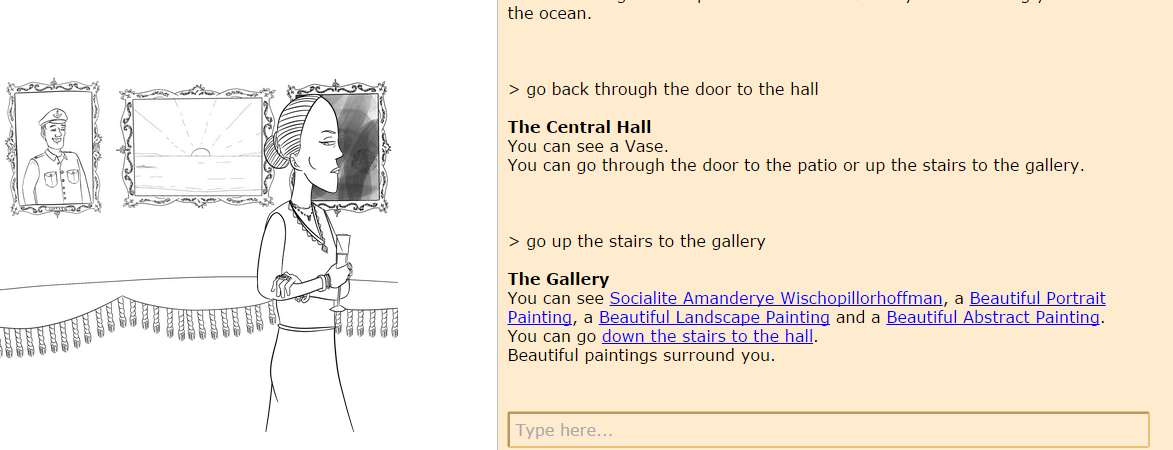 the ocean.
> go back through the door to the hall
The Central Hall
You can see a Vase.
You can go through the door to the patio or up the stairs to the gallery.
> go up the stairs to the gallery
The Gallery
You can see Socialite Amanderye Wischopillorhoffman, a Beautiful Portrait
Painting, a Beautiful Landscape Painting and a Beautiful Abstract Painting.
You can go down the stairs to the hall.
Beautiful paintings surround you.
Type here...